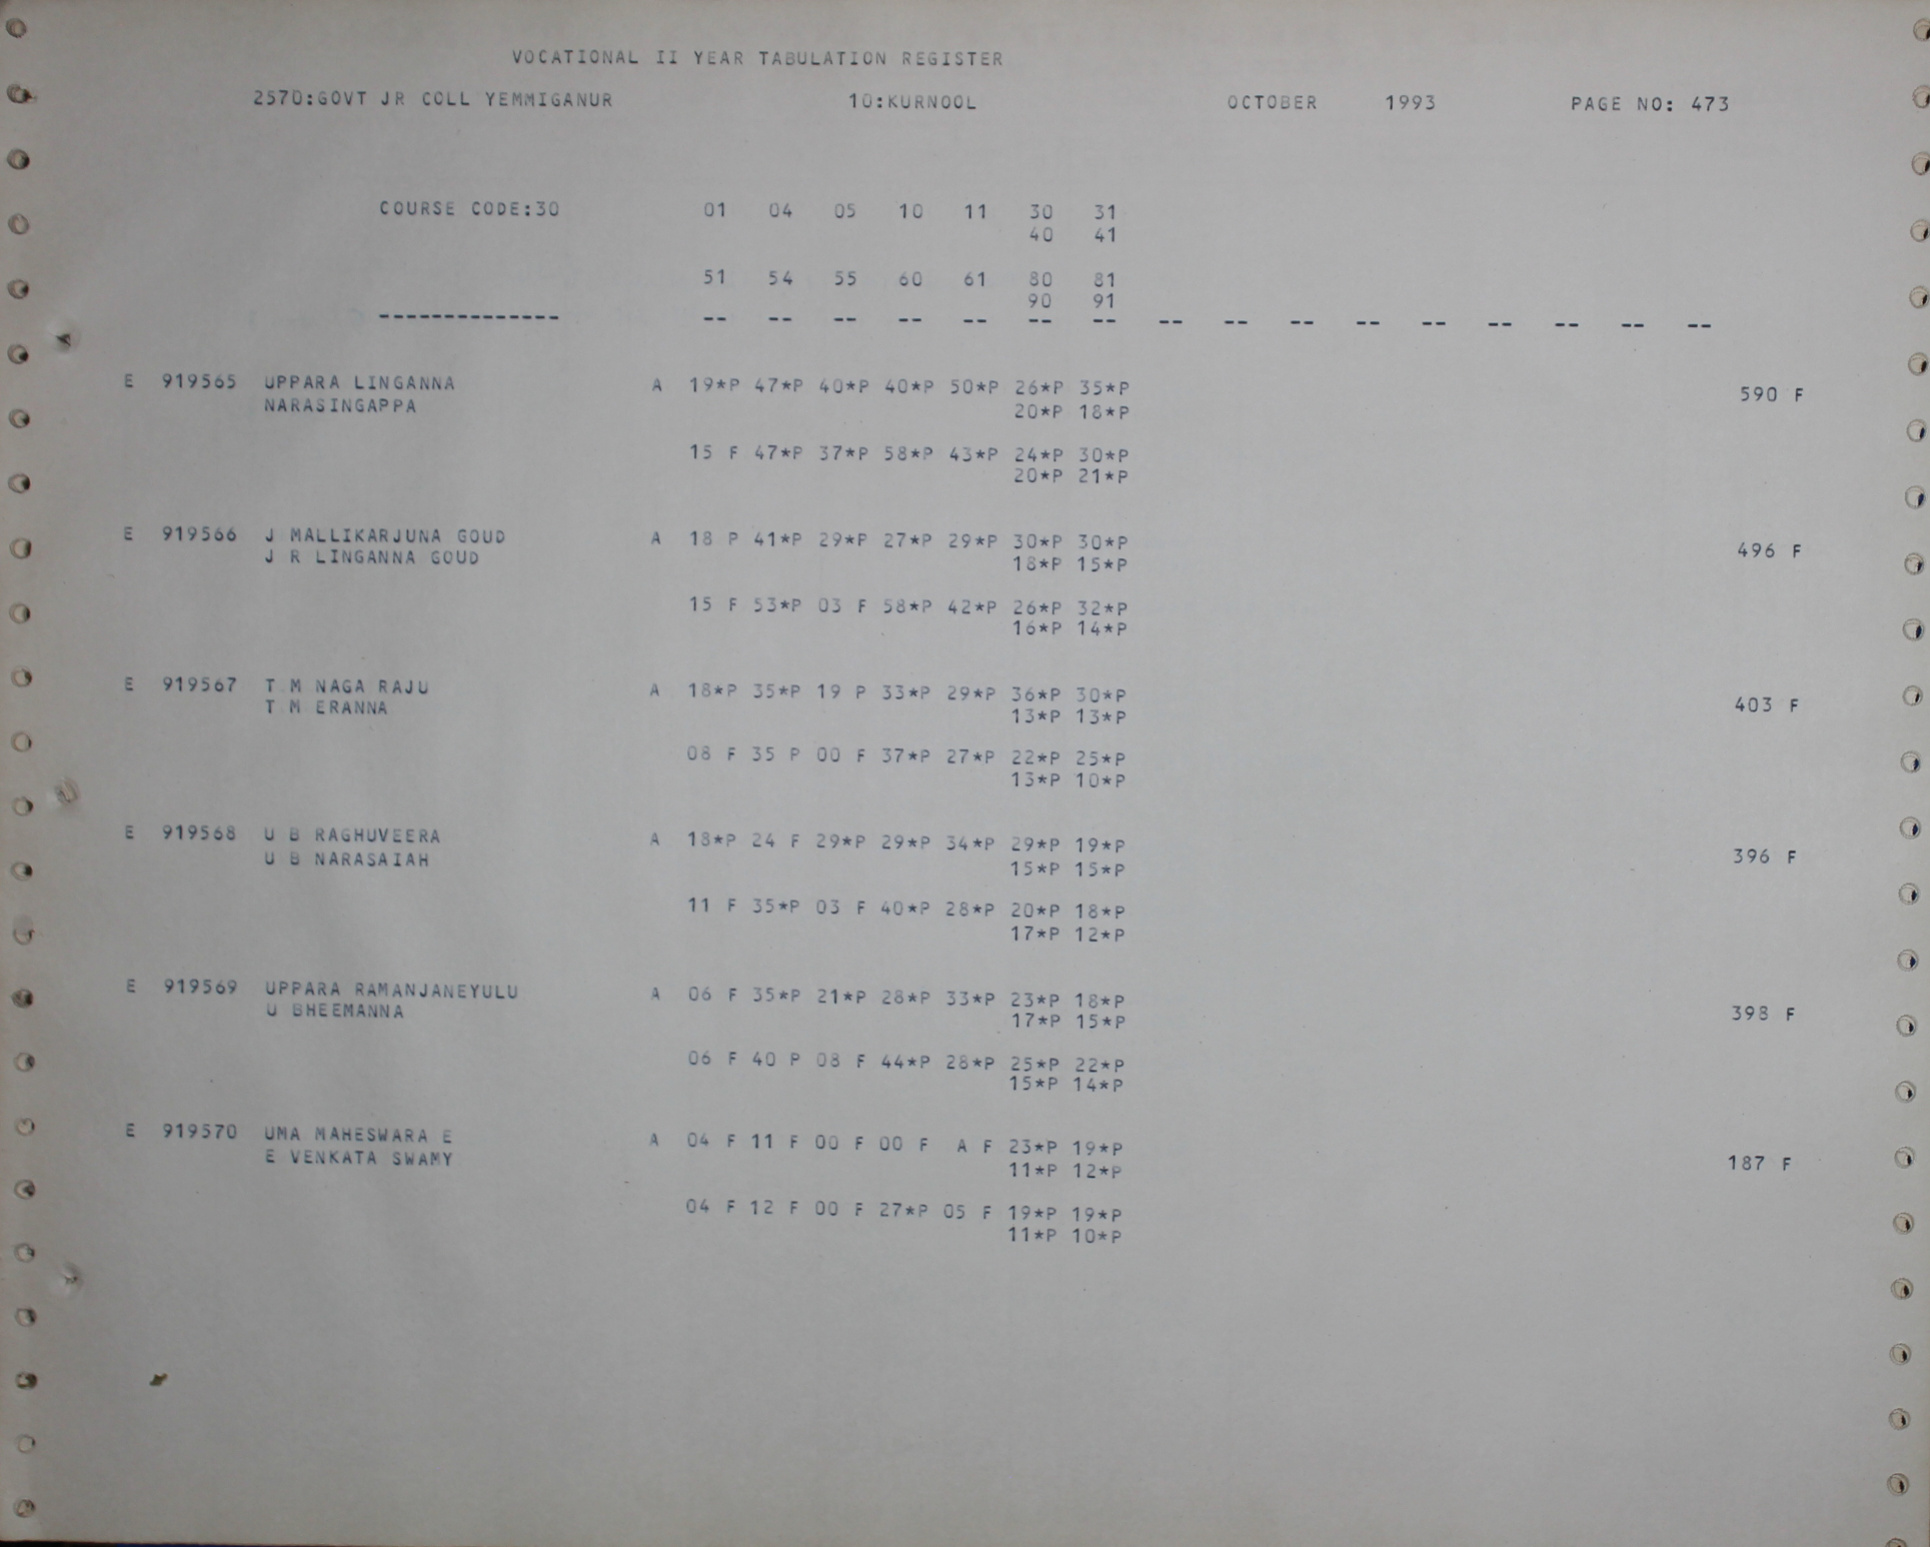 VOCATIONAL II YEAR TABULATION REGISTER
2570:GOVT JR COLL YEMMIGANUR 10:KURNOOL OCTOBER 1993 PAGE NO: 473
COURSE CODE:30 01 04 05 10 11 30 31
40 41
51 54 55 60 61 80 81
90 91
-------------- -- -- -- -- -- -- -- -- -- -- -- -- -- -- -- --
E 919565 UPPARA LINGANNA A 19*P 47*P 40*P 40*P 50*P 26*P 35*P 590 F
NARASINGAPPA 20*P 18*P
15 F 47*P 37*P 58*P 43*P 24*P 30*P
20*P 21*P
E 919566 J MALLIKARJUNA GOUD A 18 P 41*P 29*P 27*P 29*P 30*P 30*P 496 F
J R LINGANNA GOUD 18*P 15*P
15 F 53*P 03 F 58*P 42*P 26*P 32*P
16*P 14*P
E 919567 T M NAGA RAJU A 18*P 35*P 19 P 33*P 29*P 36*P 30*P 403 F
T M ERANNA 13*P 13*P
08 F 35 P 00 F 37*P 27*P 22*P 25*P
13*P 10*P
E 919568 U B RAGHUVEERA A 18*P 24 F 29*P 29*P 34*P 29*P 19*P 396 F
U B NARASAIAH 15*P 15*P
11 F 35*P 03 F 40*P 28*P 20*P 18*P
17*P 12*P
E 919569 UPPARA RAMANJANEYULU A 06 F 35*P 21*P 28*P 33*P 23*P 18*P 398 F
U BHEEMANNA 17*P 15*P
06 F 40 P 08 F 44*P 28*P 25*P 22*P
15*P 14*P
E 919570 UMA MAHESWARA E A 04 F 11 F 00 F 00 F A F 23*P 19*P 187 F
E VENKATA SWAMY 11*P 12*P
04 F 12 F 00 F 27*P 05 F 19*P 19*P
11*P 10*P